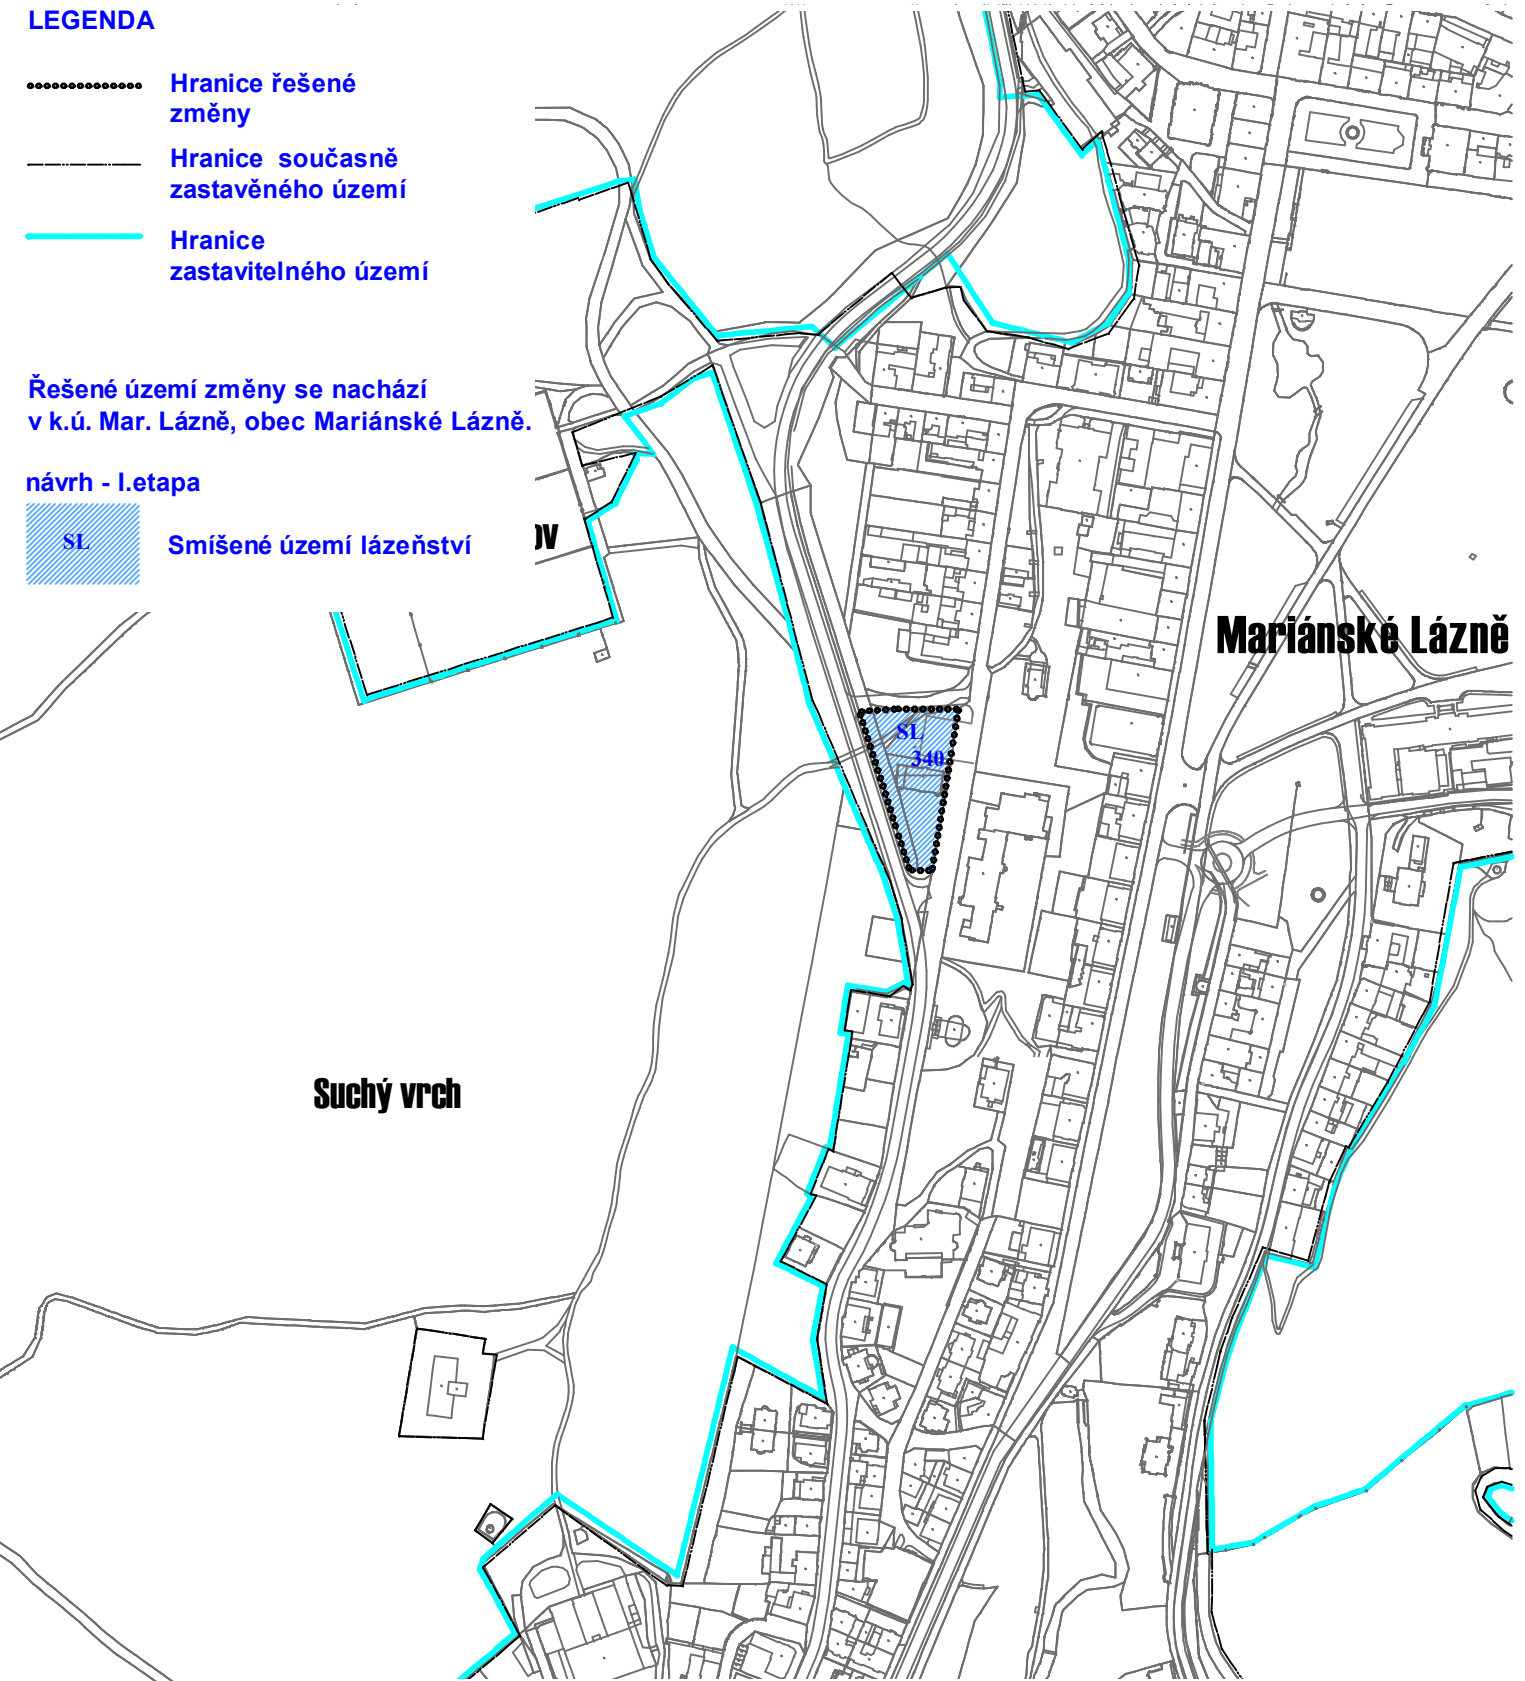 LEGENDA
Hranice řešené
změny
Hranice současně
zastavěného území
Hranice
zastavitelného území
Řešené území změny se nachází
v k.ú. Mar. Lázně, obec Mariánské Lázně.
návrh - I.etapa
SL
Smíšené území lázeňství
Mariánské Lázně
SL
340
Suchý vrch